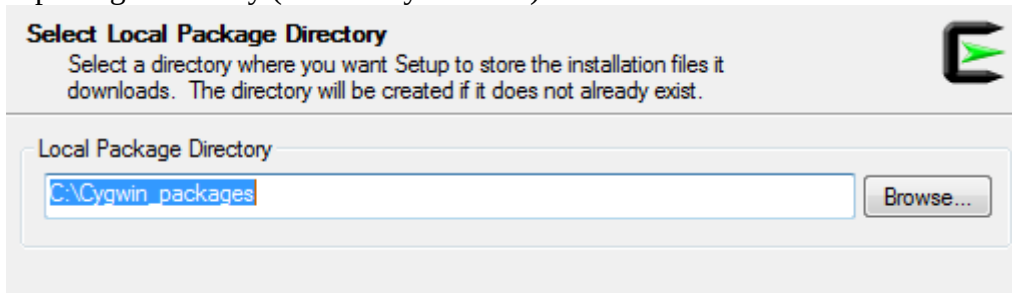 Select Local Package Directory
Select a directory where you want Setup to store the installation files it
downloads.  The directory will be created if it does not already exist.
Local Package Directory
C:\Cygwin_packages
Browse...